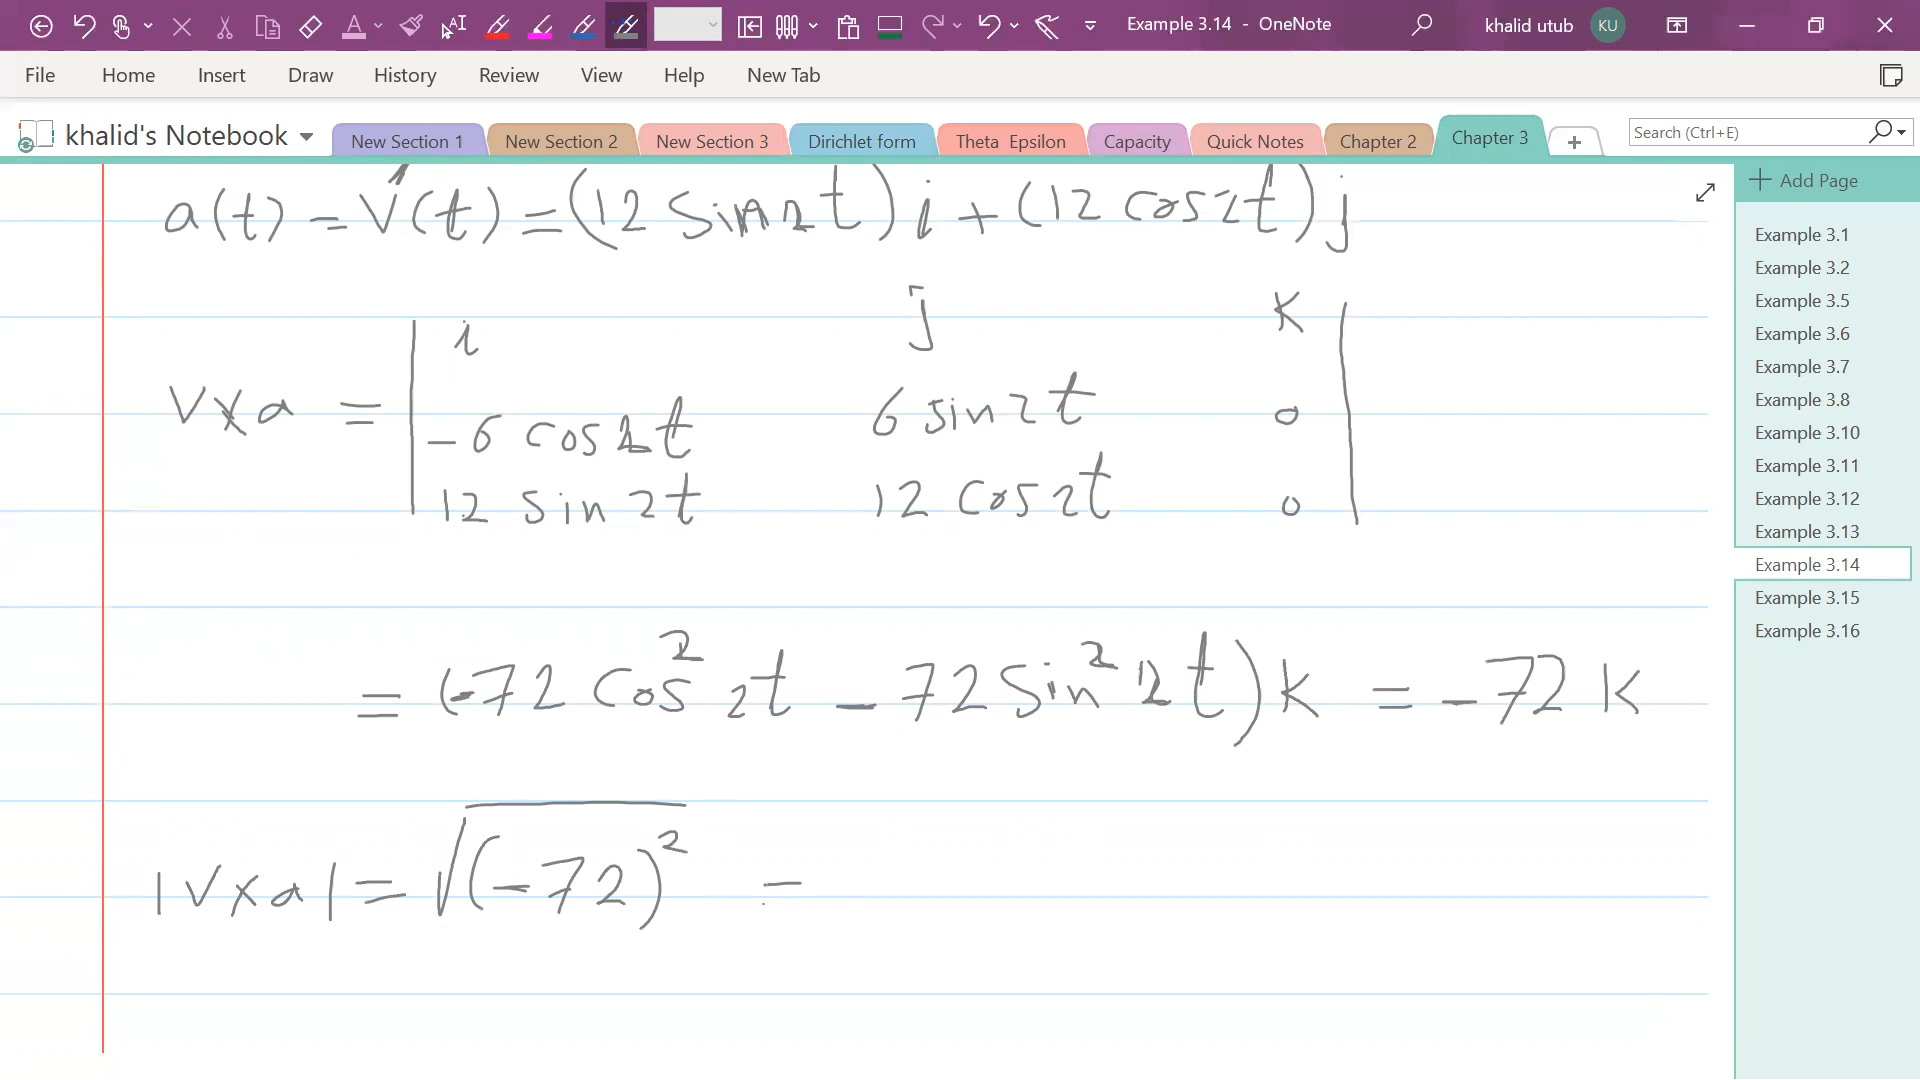 Example 3.14 - OneNote
khalid utub
KU
File Home Insert Draw History Review View Help New Tab
khalid's Notebook
New Section 1
New Section 2
New Section 3
Dirichlet form
Theta Epsilon
Capacity
Quick Notes
Chapter 2
Chapter 3
Search (Ctrl+E)
Add Page
Example 3.1
Example 3.2
Example 3.5
Example 3.6
Example 3.7
Example 3.8
Example 3.10
Example 3.11
Example 3.12
Example 3.13
Example 3.14
Example 3.15
Example 3.16
a(t) = v'(t) = (12 sin 2t) i + (12 cos 2t) j
i j k
v×a = | -6 cos 2t 6 sin 2t 0 |
12 sin 2t 12 cos 2t 0
= (-72 cos² 2t - 72 sin² 2t) k = -72 k
|v×a| = √(-72)² =